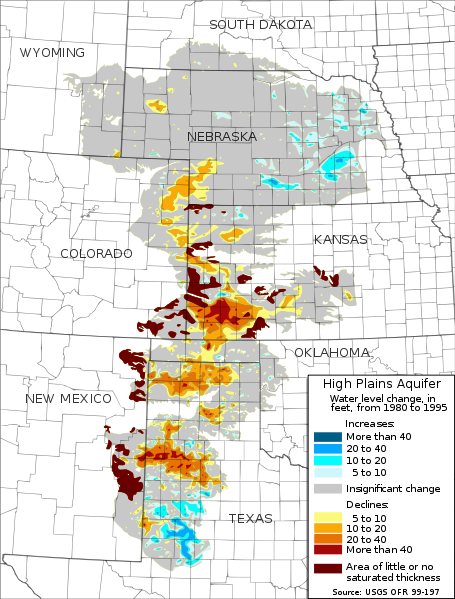 SOUTH DAKOTA
WYOMING
NEBRASKA
KANSAS
COLORADO
OKLAHOMA
NEW MEXICO
TEXAS
High Plains Aquifer
Water level change, in
feet, from 1980 to 1995
Increases:
More than 40
20 to 40
10 to 20
5 to 10
Insignificant change
Declines:
5 to 10
10 to 20
20 to 40
More than 40
Area of little or no
saturated thickness
Source: USGS OFR 99-197